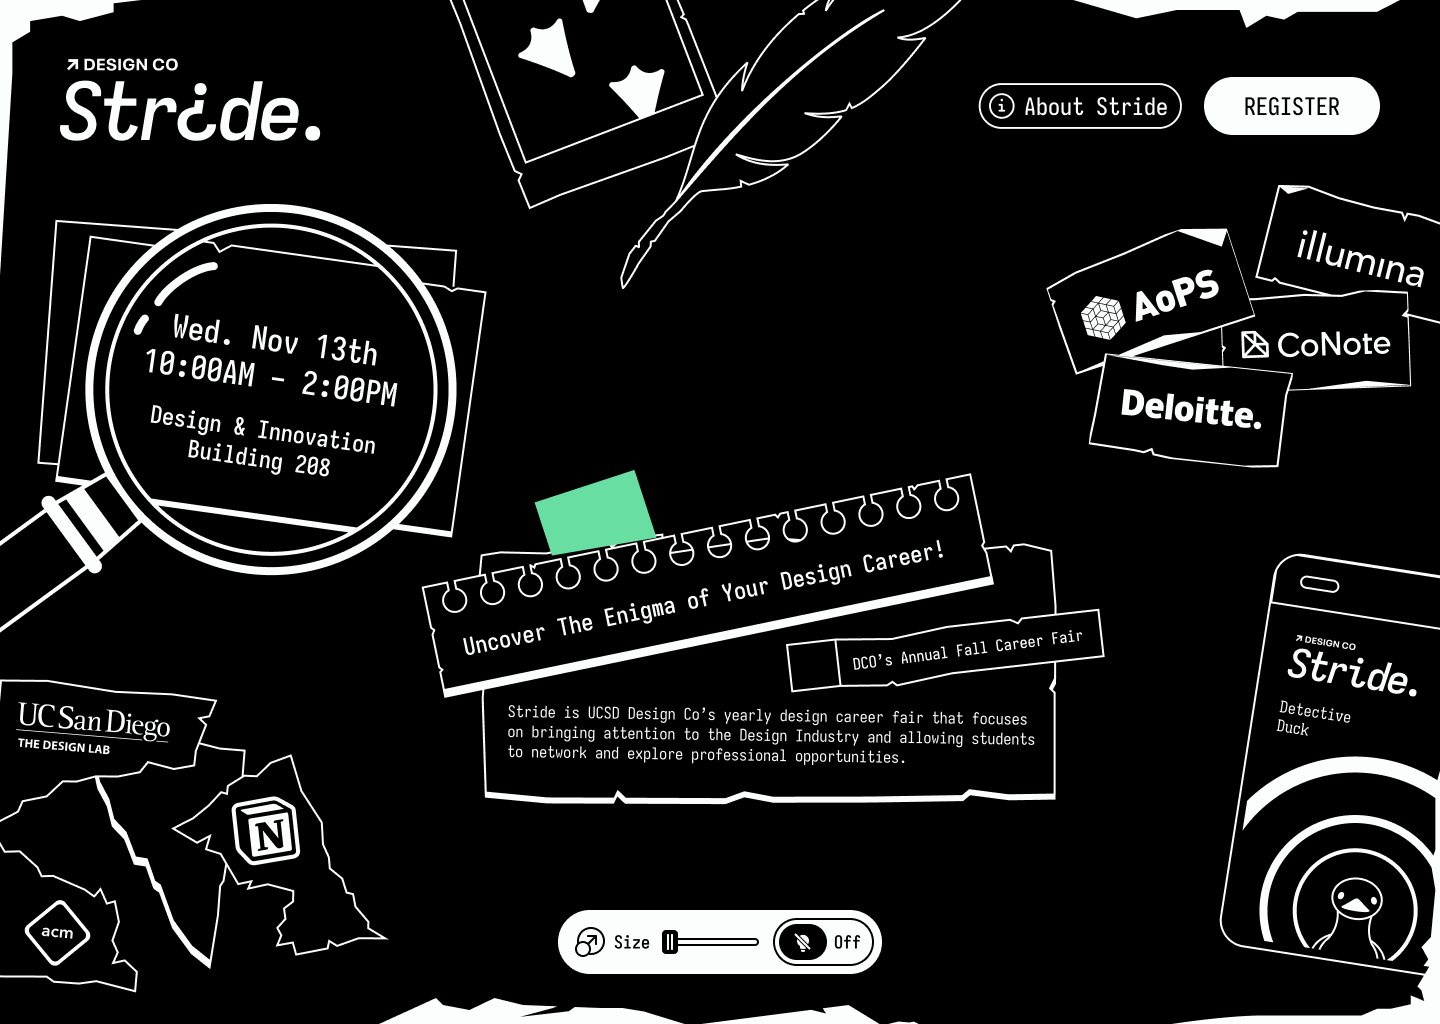 DESIGN CO
Stride.
About Stride
REGISTER
illumina
AoPS
CoNote
Deloitte.
Wed. Nov 13th
10:00AM – 2:00PM
Design & Innovation
Building 208
Uncover The Enigma of Your Design Career!
DCO’s Annual Fall Career Fair
Stride is UCSD Design Co’s yearly design career fair that focuses
on bringing attention to the Design Industry and allowing students
to network and explore professional opportunities.
DESIGN CO
Stride.
Detective
Duck
UC San Diego
THE DESIGN LAB
N
acm
Size
Off